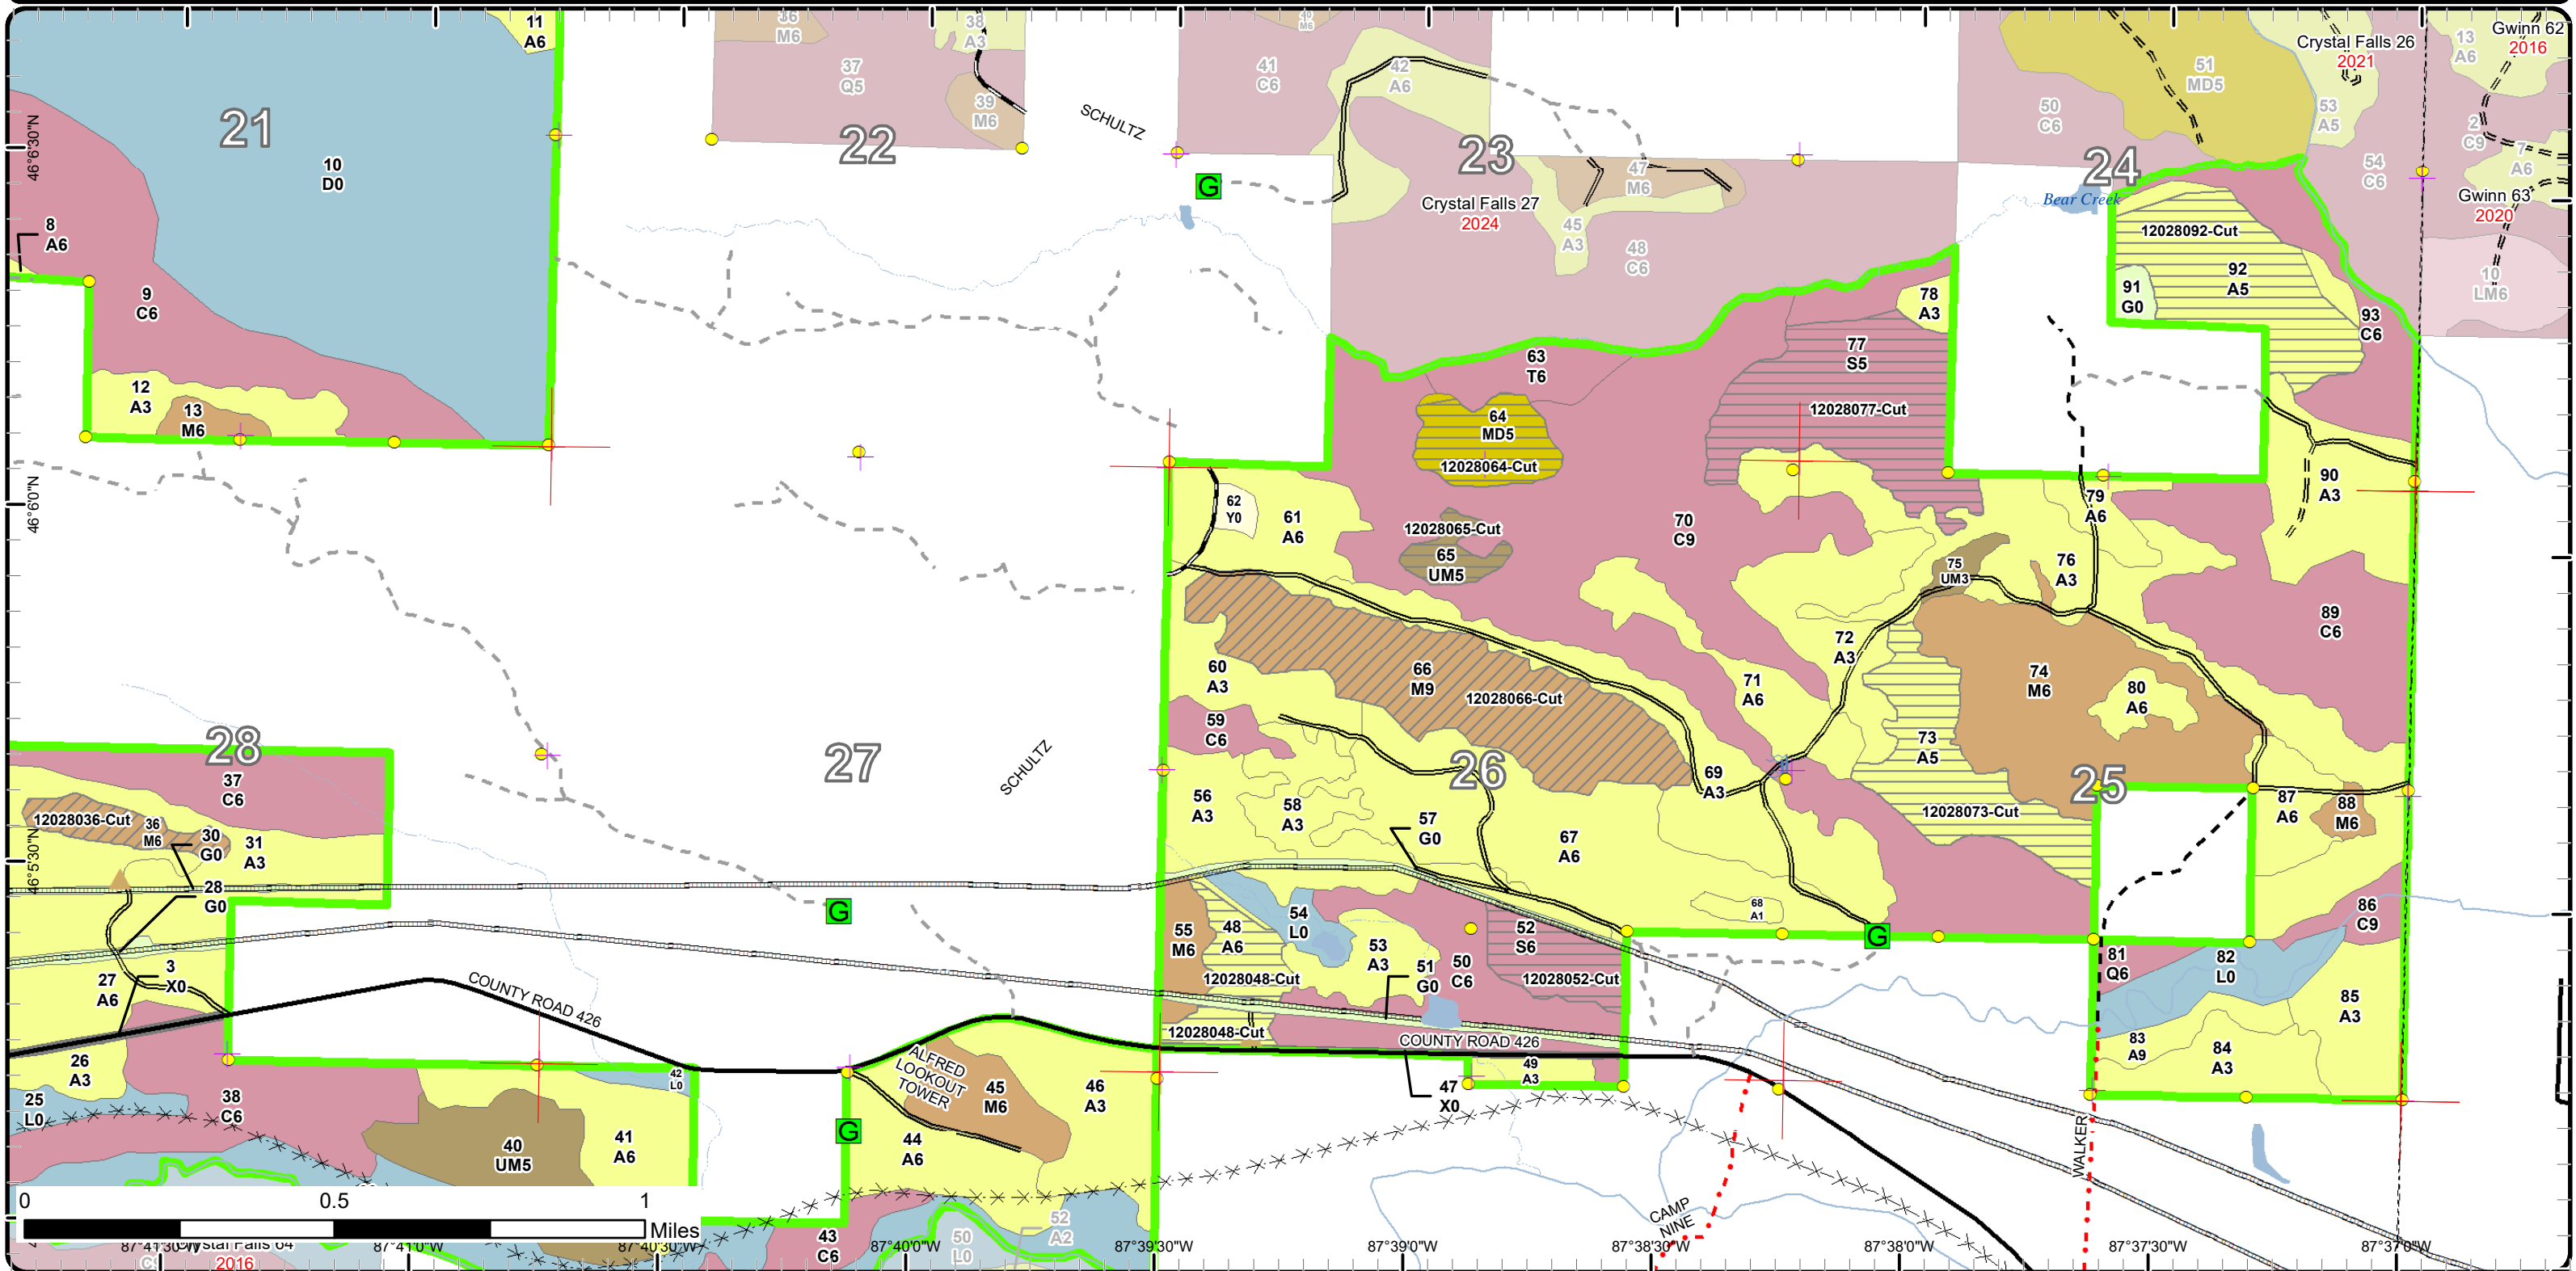 11
A6
36
M6
38
A3
40
M6
Crystal Falls 26
2021
13
A6
Gwinn 62
2016
37
Q5
41
C6
42
A6
51
MD5
39
M6
SCHULTZ
50
C6
53
A5
2
C9
7
A6
21
22
23
24
46°6'30"N
10
D0
47
M6
54
C6
Crystal Falls 27
2024
Bear Creek
Gwinn 63
2020
8
A6
45
A3
48
C6
12028092-Cut
92
A5
91
G0
10
LM6
9
C6
78
A3
93
C6
63
T6
77
S5
12
A3
13
M6
64
MD5
12028077-Cut
12028064-Cut
46°6'0"N
62
Y0
61
A6
12028065-Cut
65
UM5
70
C9
79
A6
90
A3
75
UM3
76
A3
89
C6
60
A3
66
M9
12028066-Cut
72
A3
71
A6
74
M6
80
A6
59
C6
28
27
SCHULTZ
26
25
73
A5
37
C6
69
A3
12028036-Cut
36
M6
30
G0
31
A3
56
A3
58
A3
57
G0
67
A6
12028073-Cut
87
A6
88
M6
46°5'30"N
28
G0
68
A1
86
C9
55
M6
48
A6
54
L0
53
A3
52
S6
50
C6
51
G0
12028048-Cut
12028052-Cut
81
Q6
82
L0
27
A6
3
X0
COUNTY ROAD 426
12028048-Cut
COUNTY ROAD 426
85
A3
83
A9
84
A3
26
A3
42
L0
ALFRED
LOOKOUT
TOWER
45
M6
46
A3
49
A3
47
X0
25
L0
38
C6
40
UM5
41
A6
44
A6
WALKER
0
0.5
1
Miles
43
C6
50
L0
52
A2
CAMP
NINE
87°41'30"W
87°41'0"W
87°40'30"W
87°40'0"W
87°39'30"W
87°39'0"W
87°38'30"W
87°38'0"W
87°37'30"W
87°37'0"W
2016